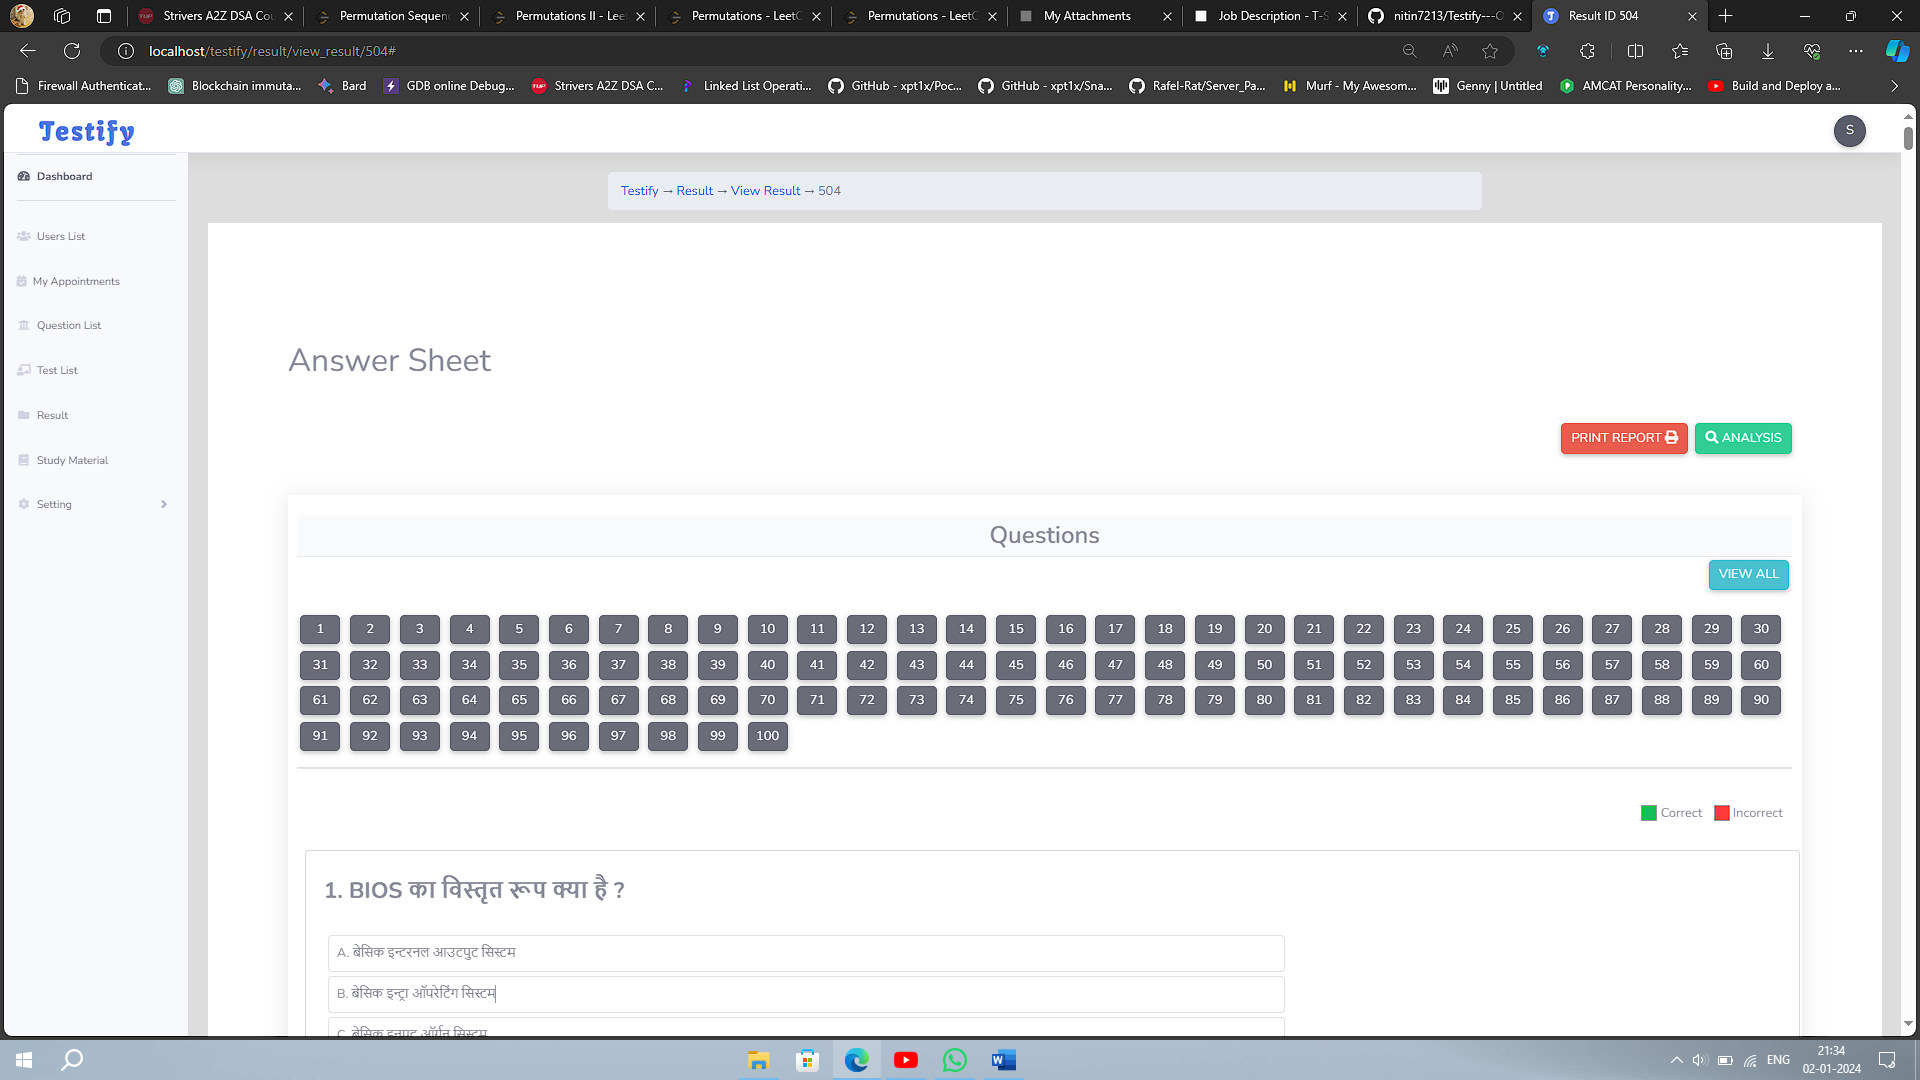 Strivers A2Z DSA Cou
Permutation Sequen
Permutations II - Lee
Permutations - LeetC
Permutations - LeetC
My Attachments
Job Description - T-S
nitin7213/Testify---O
Result ID 504
localhost/testify/result/view_result/504#
Firewall Authenticat...
Blockchain immuta...
Bard
GDB online Debug...
Strivers A2Z DSA C...
Linked List Operati...
GitHub - xpt1x/Poc...
GitHub - xpt1x/Sna...
Rafel-Rat/Server_Pa...
Murf - My Awesom...
Genny | Untitled
AMCAT Personality...
Build and Deploy a...
Testify
S
Dashboard
Users List
My Appointments
Question List
Test List
Result
Study Material
Setting
Testify → Result → View Result → 504
Answer Sheet
PRINT REPORT
ANALYSIS
Questions
VIEW ALL
1 2 3 4 5 6 7 8 9 10 11 12 13 14 15 16 17 18 19 20 21 22 23 24 25 26 27 28 29 30
31 32 33 34 35 36 37 38 39 40 41 42 43 44 45 46 47 48 49 50 51 52 53 54 55 56 57 58 59 60
61 62 63 64 65 66 67 68 69 70 71 72 73 74 75 76 77 78 79 80 81 82 83 84 85 86 87 88 89 90
91 92 93 94 95 96 97 98 99 100
Correct
Incorrect
1. BIOS का विस्तृत रूप क्या है ?
A. बेसिक इन्टरनल आउटपुट सिस्टम
B. बेसिक इन्ट्रा ऑपरेटिंग सिस्टम|
C. बेसिक इनपुट ऑर्गन सिस्टम
ENG
21:34
02-01-2024